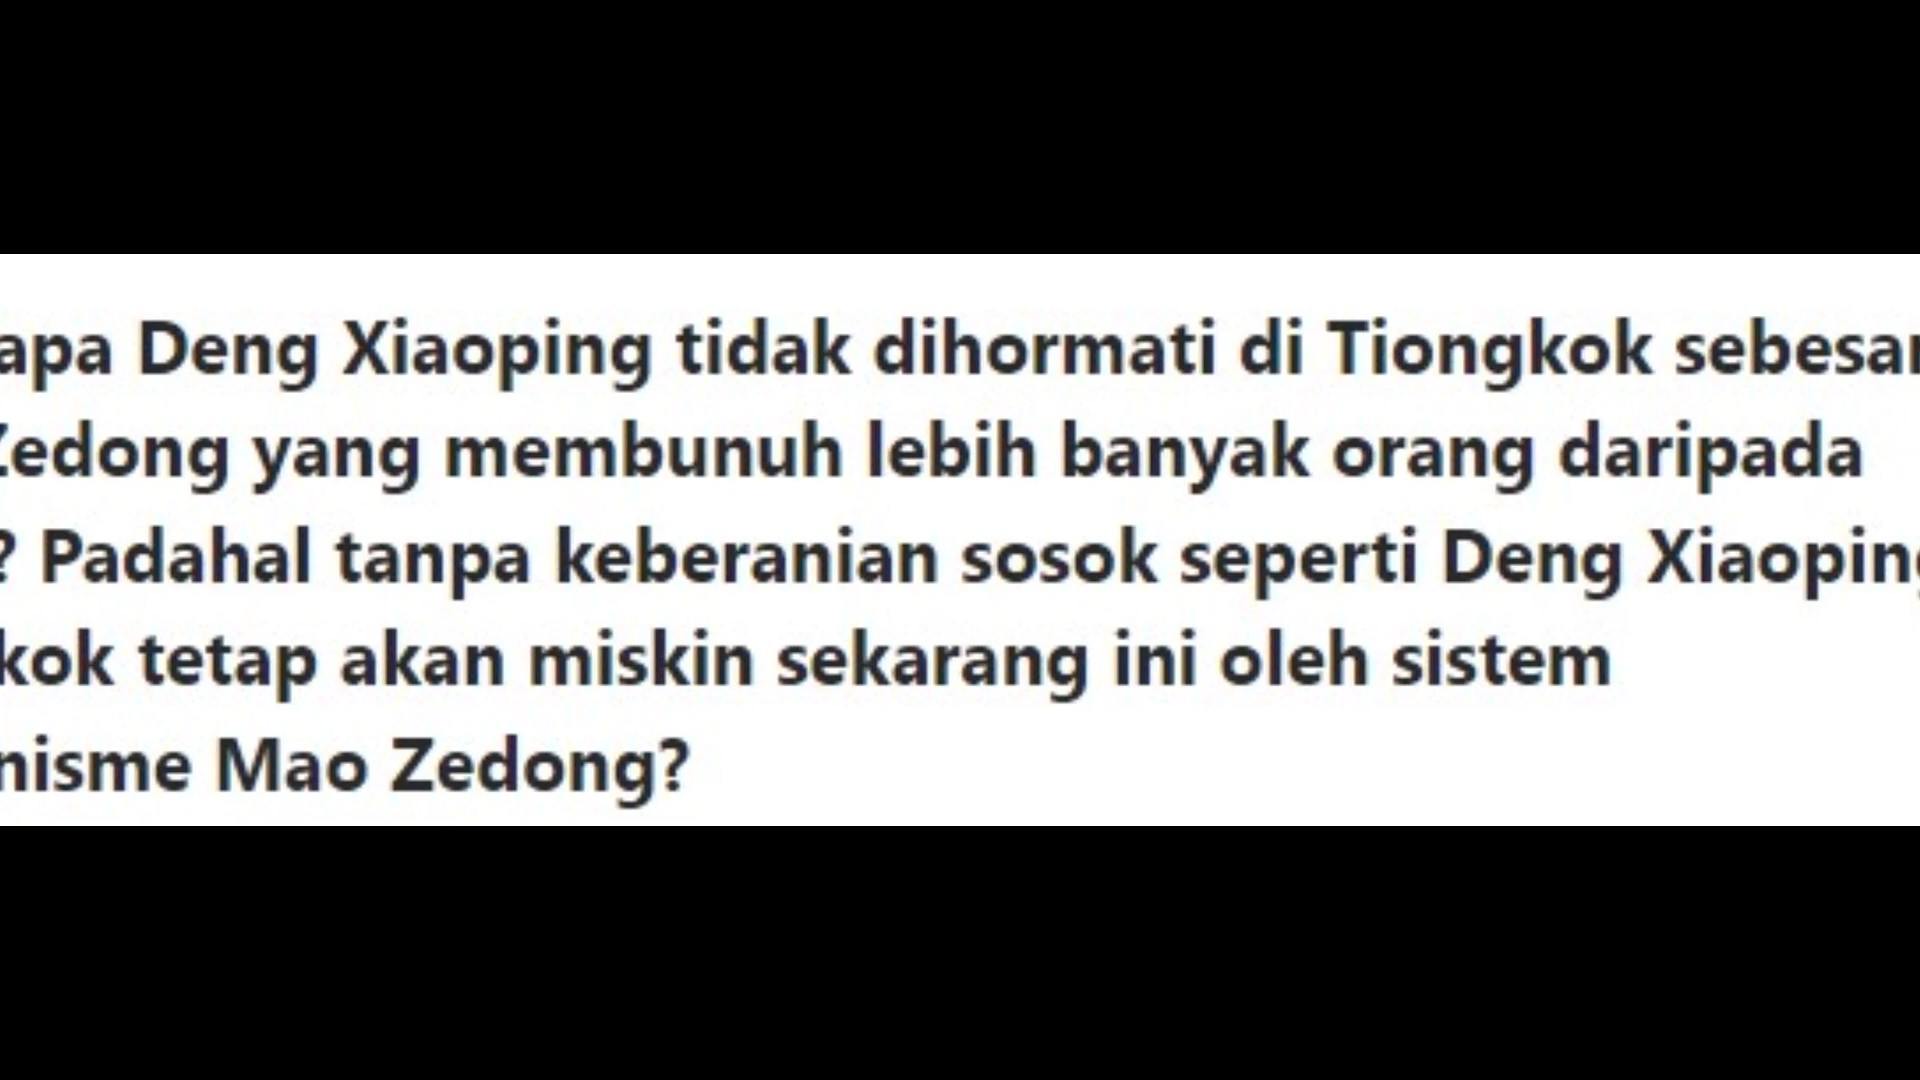 apa Deng Xiaoping tidak dihormati di Tiongkok sebesar
Zedong yang membunuh lebih banyak orang daripada
? Padahal tanpa keberanian sosok seperti Deng Xiaoping
kok tetap akan miskin sekarang ini oleh sistem
nisme Mao Zedong?